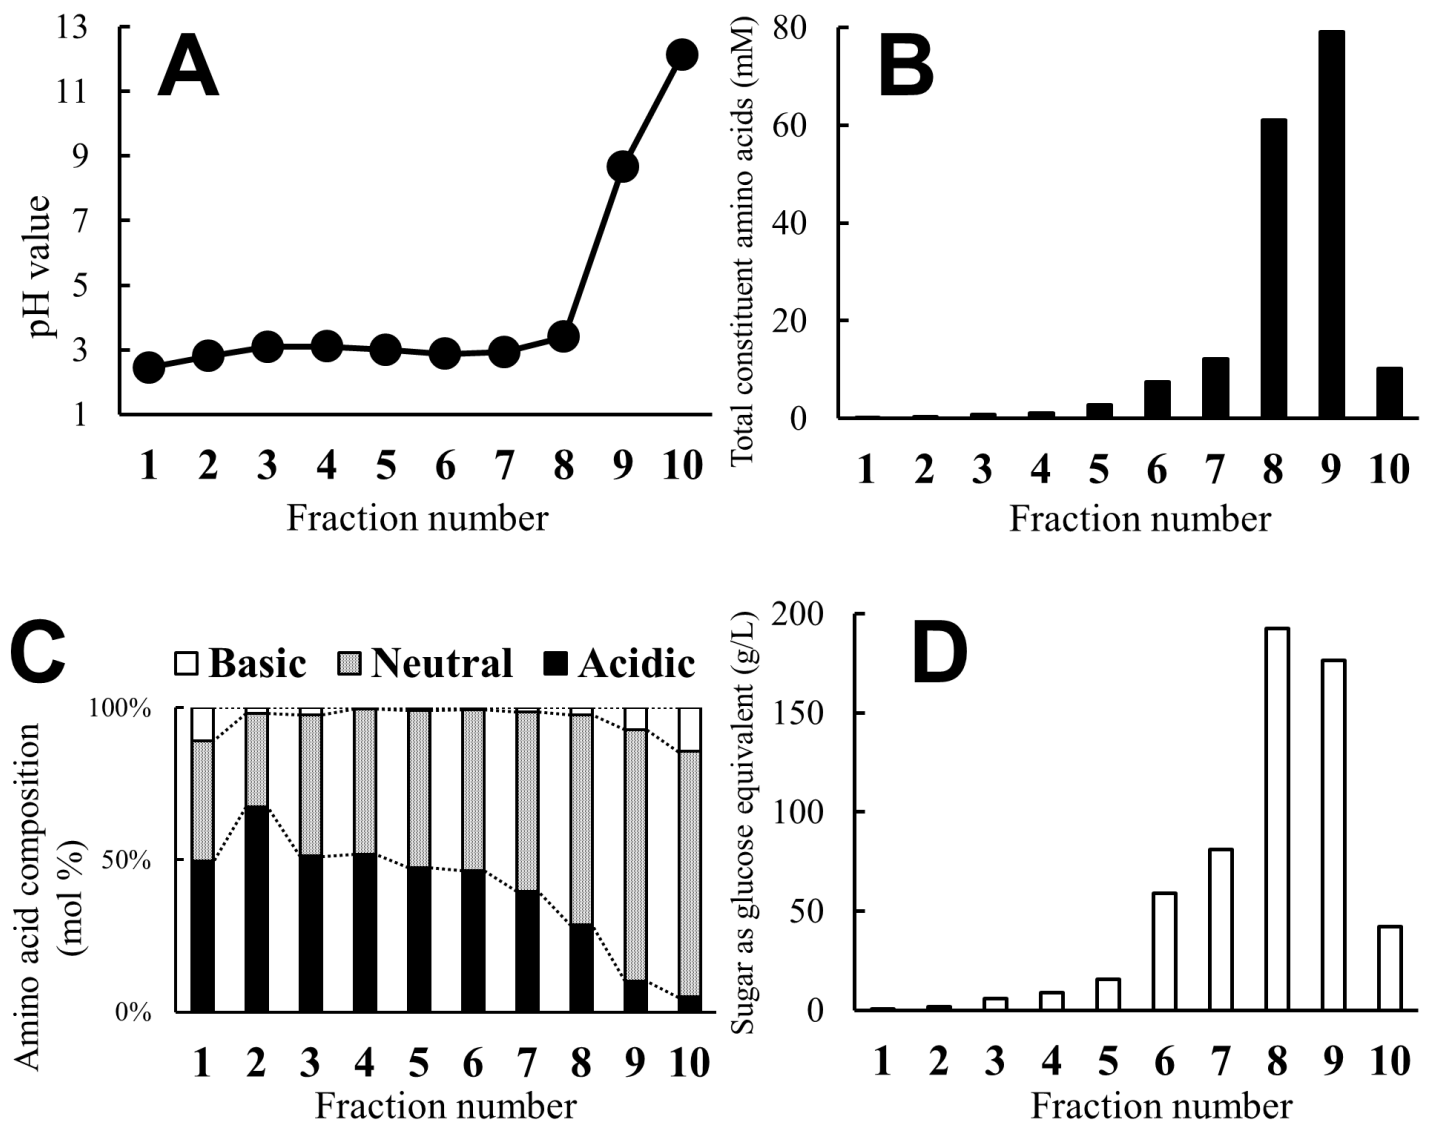 A
pH value
13
11
9
7
5
3
1
1 2 3 4 5 6 7 8 9 10
Fraction number
B
Total constituent amino acids (mM)
80
60
40
20
0
1 2 3 4 5 6 7 8 9 10
Fraction number
C
Basic Neutral Acidic
Amino acid composition
(mol %)
100%
50%
0%
1 2 3 4 5 6 7 8 9 10
Fraction number
D
Sugar as glucose equivalent (g/L)
200
150
100
50
0
1 2 3 4 5 6 7 8 9 10
Fraction number